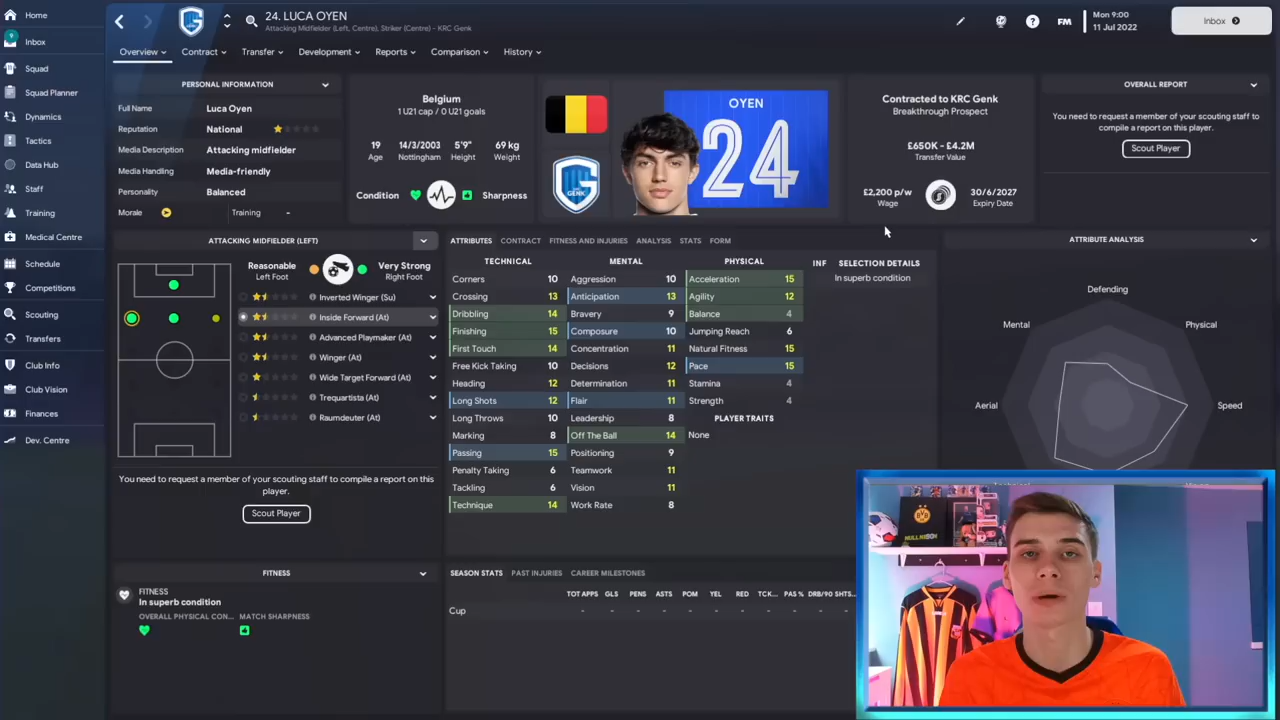 Home
Inbox
Squad
Squad Planner
Dynamics
Tactics
Data Hub
Staff
Training
Medical Centre
Schedule
Competitions
Scouting
Transfers
Club Info
Club Vision
Finances
Dev. Centre
24. LUCA OYEN
Attacking Midfielder (Left, Centre), Striker (Centre) - KRC Genk
FM
Mon 9:00
11 Jul 2022
Inbox
Overview
Contract
Transfer
Development
Reports
Comparison
History
PERSONAL INFORMATION
Full Name Luca Oyen
Reputation National
Media Description Attacking midfielder
Media Handling Media-friendly
Personality Balanced
Morale Training -
Belgium
1 U21 cap / 0 U21 goals
19 14/3/2003 5'9" 69 kg
Age Nottingham Height Weight
Condition Sharpness
GENK
OYEN
24
Contracted to KRC Genk
Breakthrough Prospect
£650K - £4.2M
Transfer Value
£2,200 p/w 30/6/2027
Wage Expiry Date
OVERALL REPORT
You need to request a member of your scouting staff to
compile a report on this player.
Scout Player
ATTACKING MIDFIELDER (LEFT)
Reasonable Very Strong
Left Foot Right Foot
Inverted Winger (Su)
Inside Forward (At)
Advanced Playmaker (At)
Winger (At)
Wide Target Forward (At)
Trequartista (At)
Raumdeuter (At)
You need to request a member of your scouting staff to compile a report on this
player.
Scout Player
ATTRIBUTES CONTRACT FITNESS AND INJURIES ANALYSIS STATS FORM
TECHNICAL
Corners 10
Crossing 13
Dribbling 14
Finishing 15
First Touch 14
Free Kick Taking 10
Heading 12
Long Shots 12
Long Throws 10
Marking 8
Passing 15
Penalty Taking 6
Tackling 6
Technique 14
MENTAL
Aggression 10
Anticipation 13
Bravery 9
Composure 10
Concentration 11
Decisions 12
Determination 11
Flair 11
Leadership 8
Off The Ball 14
Positioning 9
Teamwork 11
Vision 11
Work Rate 8
PHYSICAL
Acceleration 15
Agility 12
Balance 4
Jumping Reach 6
Natural Fitness 15
Pace 15
Stamina 4
Strength 4
PLAYER TRAITS
None
INF SELECTION DETAILS
In superb condition
ATTRIBUTE ANALYSIS
Defending
Mental Physical
Aerial Speed
FITNESS
FITNESS
In superb condition
OVERALL PHYSICAL CON... MATCH SHARPNESS
SEASON STATS PAST INJURIES CAREER MILESTONES
TOT APPS GLS PENS ASTS POM YEL RED TCK... PAS % DRB/90 SHTS...
Cup - - - - - - - - - - -
BVB
09